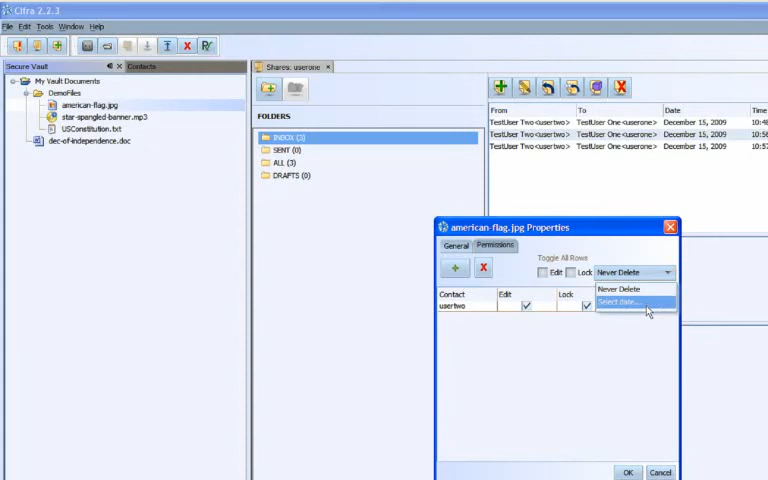 Cifra 2.2.3
File Edit Tools Window Help
Secure Vault
Contacts
My Vault Documents
DemoFiles
american-flag.jpg
star-spangled-banner.mp3
USConstitution.txt
dec-of-independence.doc
Shares: userone
FOLDERS
INBOX (3)
SENT (0)
ALL (3)
DRAFTS (0)
From To Date Time
TestUser Two <usertwo> TestUser One <userone> December 15, 2009 10:48
TestUser Two <usertwo> TestUser One <userone> December 15, 2009 10:56
TestUser Two <usertwo> TestUser One <userone> December 15, 2009 10:57
american-flag.jpg Properties
General Permissions
Toggle All Rows
Edit Lock Never Delete
Never Delete
Select date...
Contact Edit Lock
usertwo
OK Cancel